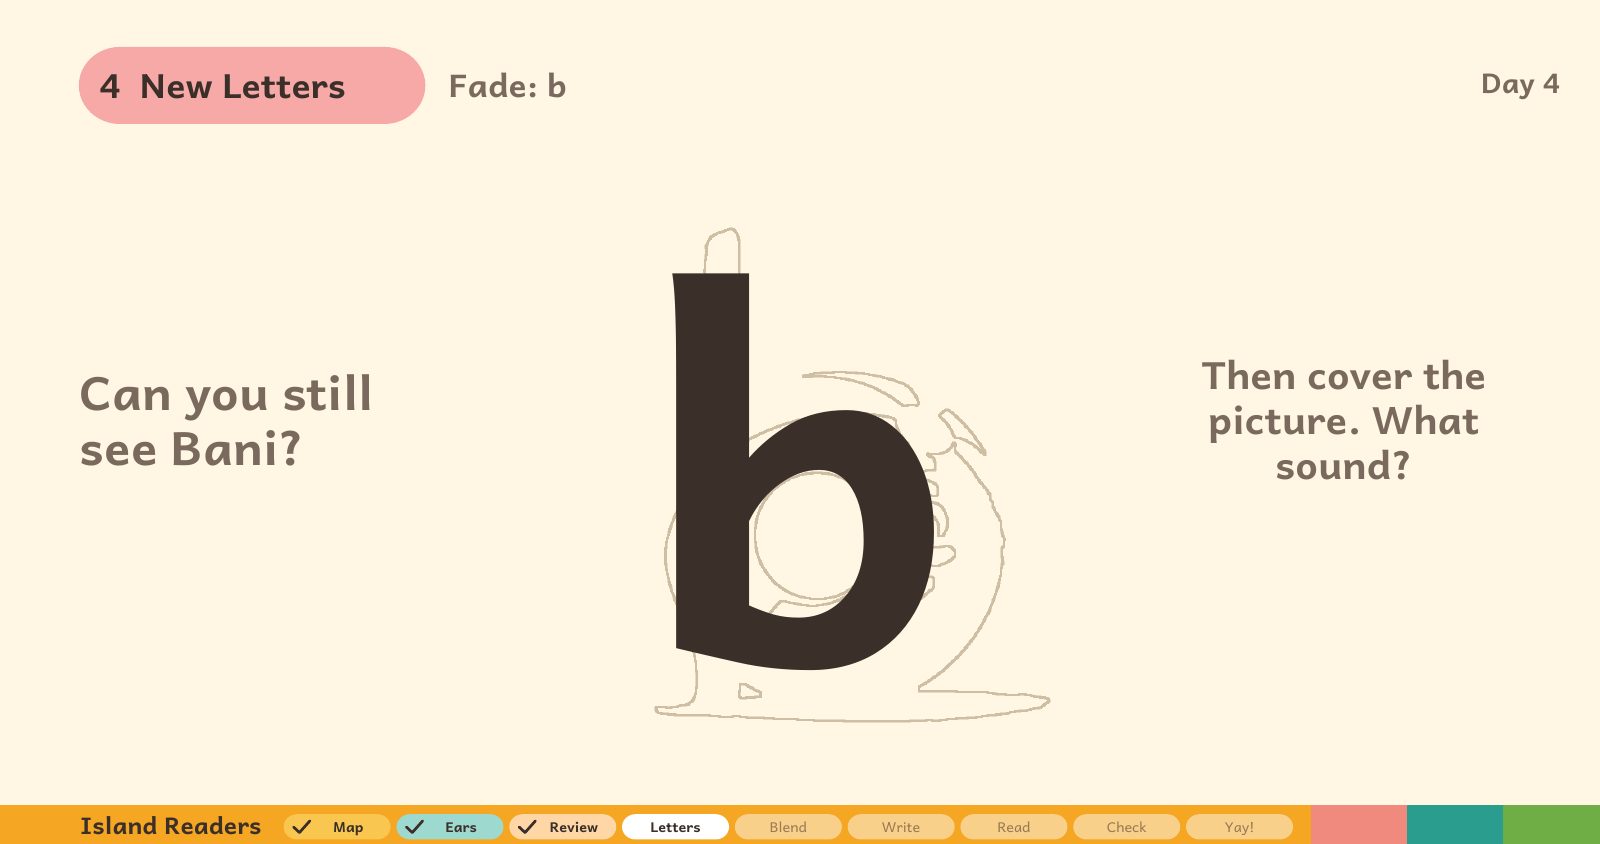 4 New Letters
Fade: b
Day 4
Can you still
see Bani?
b
Then cover the
picture. What
sound?
Island Readers
Map
Ears
Review
Letters
Blend
Write
Read
Check
Yay!